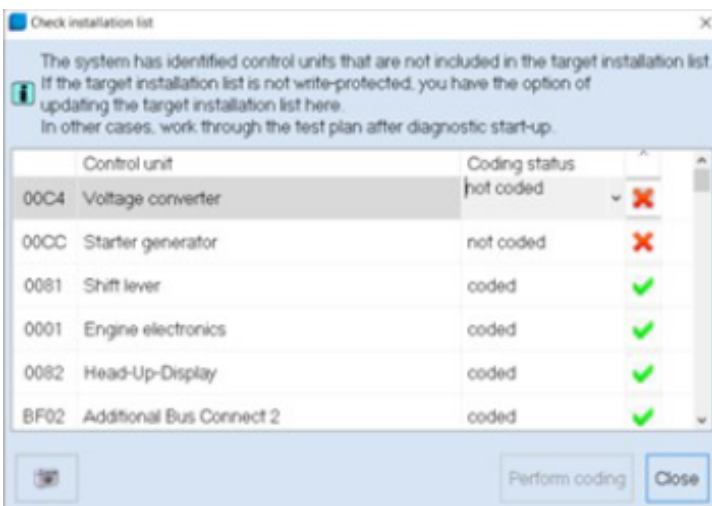 Check installation list
The system has identified control units that are not included in the target installation list.
If the target installation list is not write-protected, you have the option of
updating the target installation list here.
In other cases, work through the test plan after diagnostic start-up.
Control unit Coding status
00C4 Voltage converter not coded
00CC Starter generator not coded
0081 Shift lever coded
0001 Engine electronics coded
0082 Head-Up-Display coded
BF02 Additional Bus Connect 2 coded
Perform coding Close